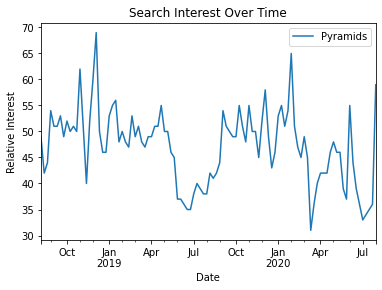 Search Interest Over Time
Pyramids
Relative Interest
70
65
60
55
50
45
40
35
30
Oct
Jan
2019
Apr
Jul
Oct
Jan
2020
Apr
Jul
Date